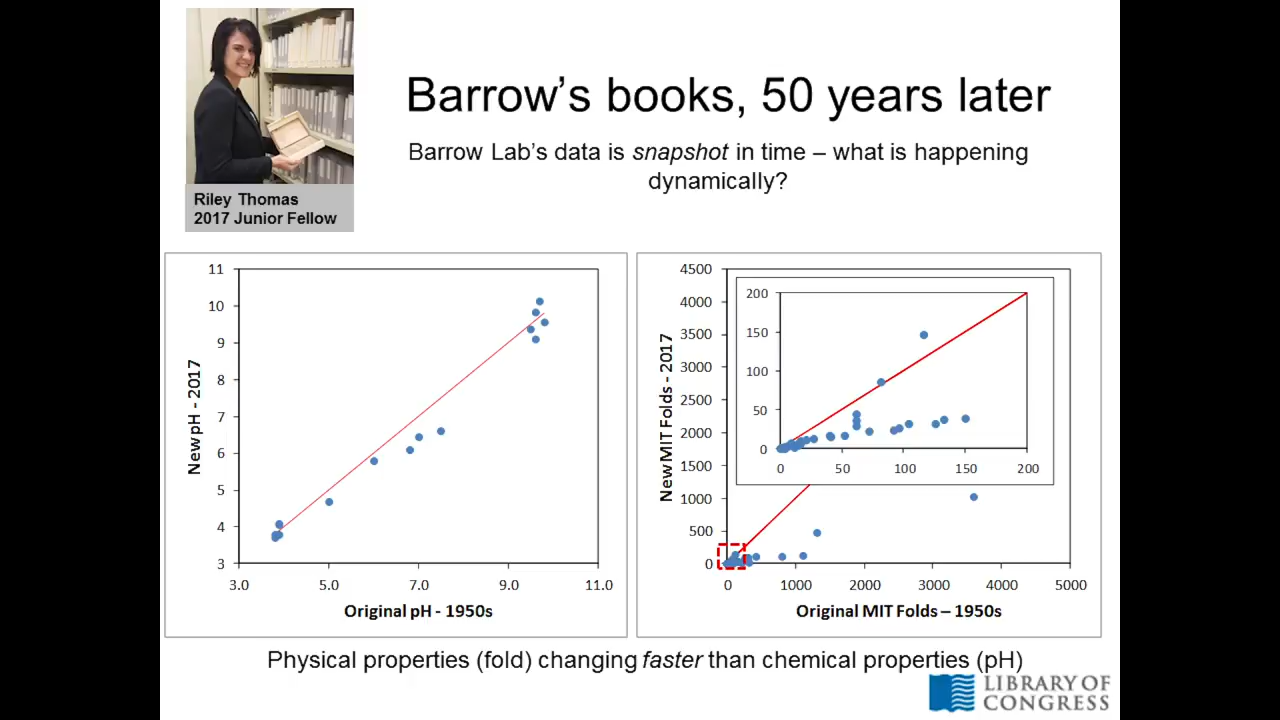 Barrow's books, 50 years later
Barrow Lab's data is snapshot in time – what is happening
dynamically?
Riley Thomas
2017 Junior Fellow
11
10
9
8
7
6
5
4
3
3.0 5.0 7.0 9.0 11.0
New pH - 2017
Original pH - 1950s
4500
4000
3500
3000
2500
2000
1500
1000
500
0
0 1000 2000 3000 4000 5000
New MIT Folds - 2017
Original MIT Folds – 1950s
200
150
100
50
0
0 50 100 150 200
Physical properties (fold) changing faster than chemical properties (pH)
LIBRARY OF
CONGRESS